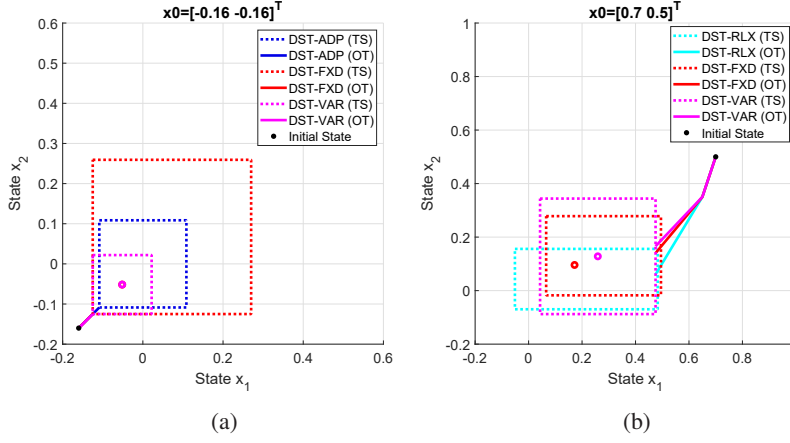 x0=[-0.16 -0.16]^T
0.6
0.5
0.4
0.3
0.2
0.1
0
-0.1
-0.2
State x_2
-0.2
0
0.2
0.4
0.6
State x_1
DST-ADP (TS)
DST-ADP (OT)
DST-FXD (TS)
DST-FXD (OT)
DST-VAR (TS)
DST-VAR (OT)
Initial State
(a)
x0=[0.7 0.5]^T
1
0.8
0.6
0.4
0.2
0
-0.2
State x_2
-0.2
0
0.2
0.4
0.6
0.8
State x_1
DST-RLX (TS)
DST-RLX (OT)
DST-FXD (TS)
DST-FXD (OT)
DST-VAR (TS)
DST-VAR (OT)
Initial State
(b)